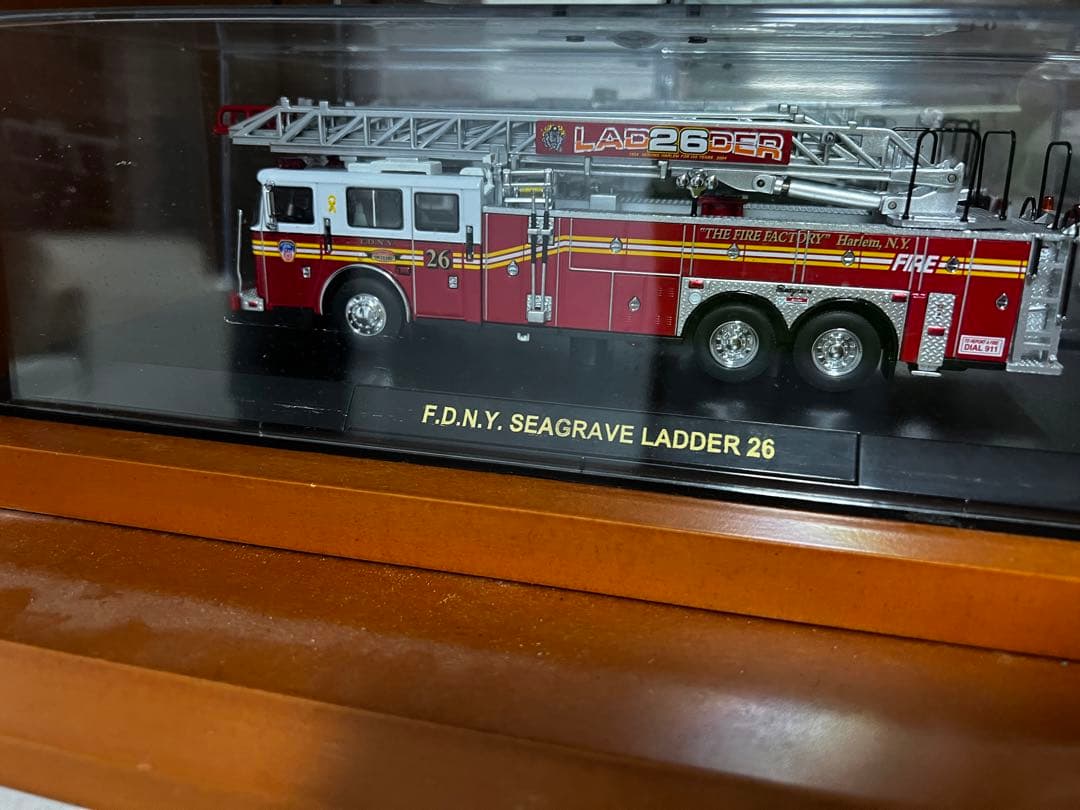 LAD26DER
"THE FIRE FACTORY" Harlem, N.Y.
F.D.N.Y.
26
FIRE
DIAL 911
F.D.N.Y. SEAGRAVE LADDER 26